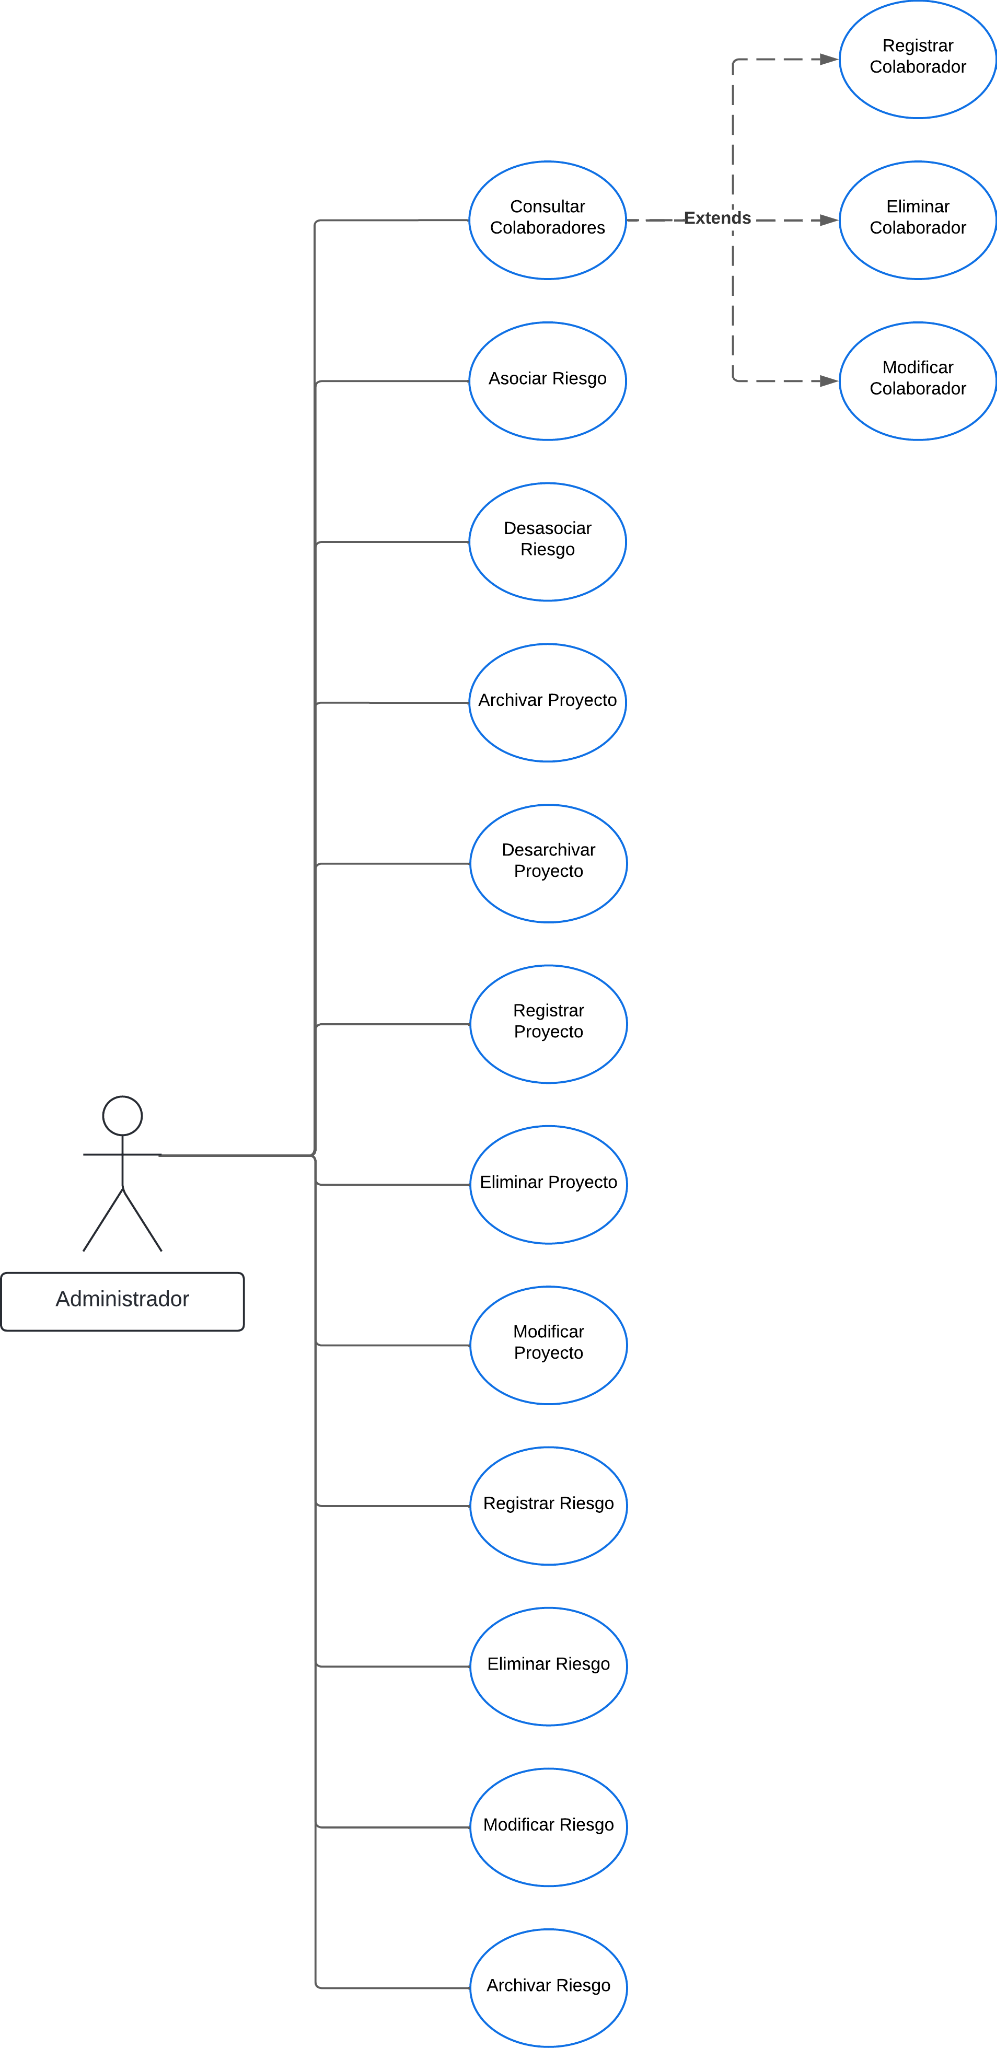 Registrar
Colaborador
Consultar
Colaboradores
Extends
Eliminar
Colaborador
Asociar Riesgo
Modificar
Colaborador
Desasociar
Riesgo
Archivar Proyecto
Desarchivar
Proyecto
Registrar
Proyecto
Eliminar Proyecto
Administrador
Modificar
Proyecto
Registrar Riesgo
Eliminar Riesgo
Modificar Riesgo
Archivar Riesgo